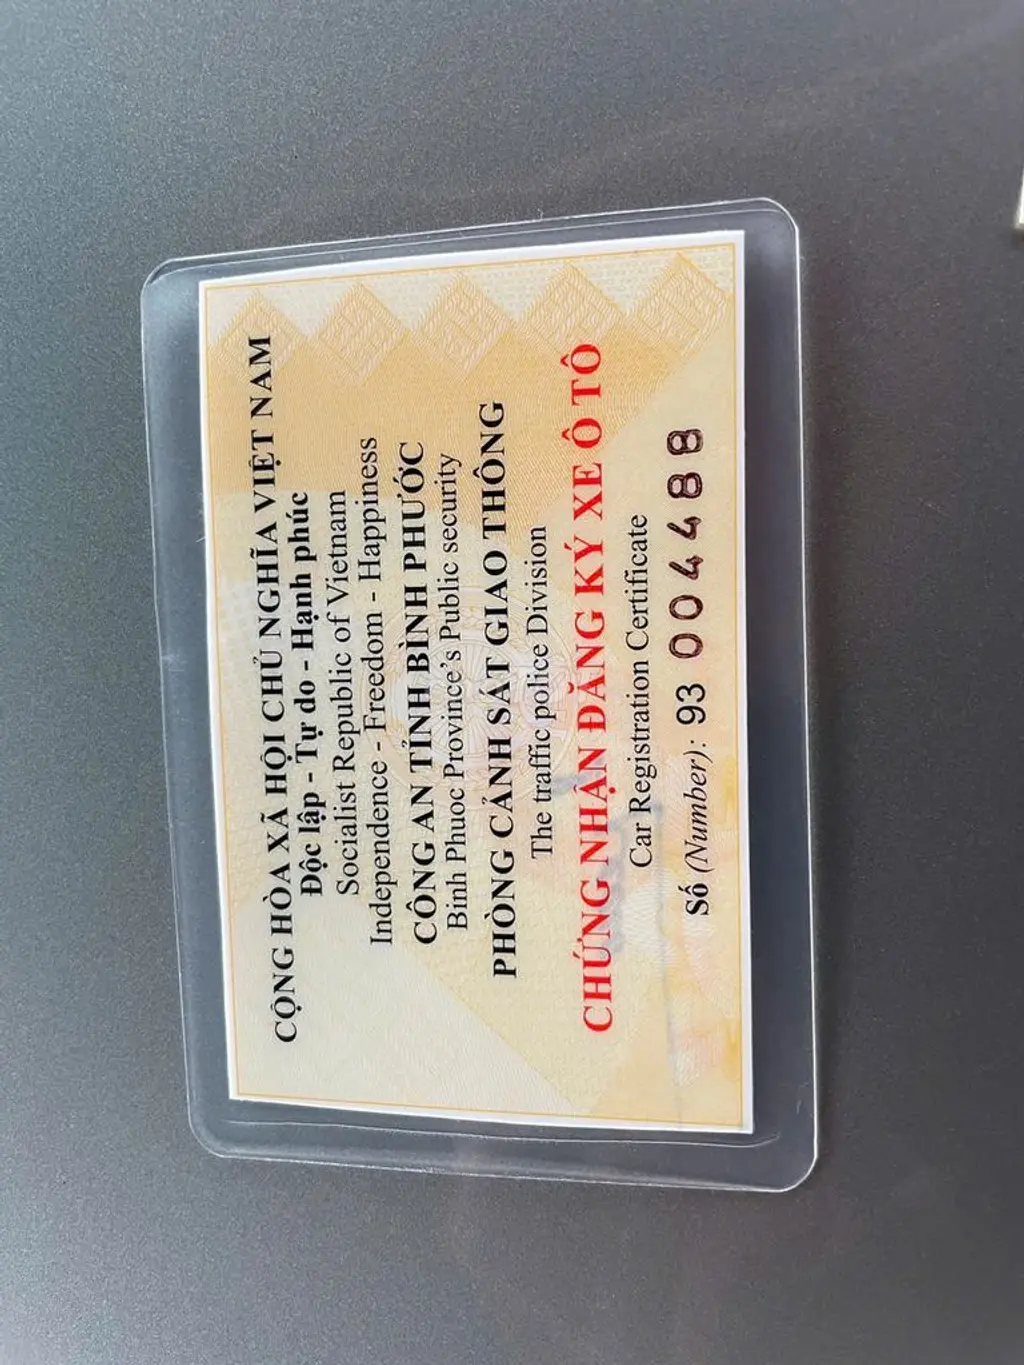 CỘNG HÒA XÃ HỘI CHỦ NGHĨA VIỆT NAM
Độc lập - Tự do - Hạnh phúc
Socialist Republic of Vietnam
Independence - Freedom - Happiness
CÔNG AN TỈNH BÌNH PHƯỚC
Binh Phuoc Province's Public security
PHÒNG CẢNH SÁT GIAO THÔNG
The traffic police Division
CHỨNG NHẬN ĐĂNG KÝ XE Ô TÔ
Car Registration Certificate
Số (Number): 93 004488